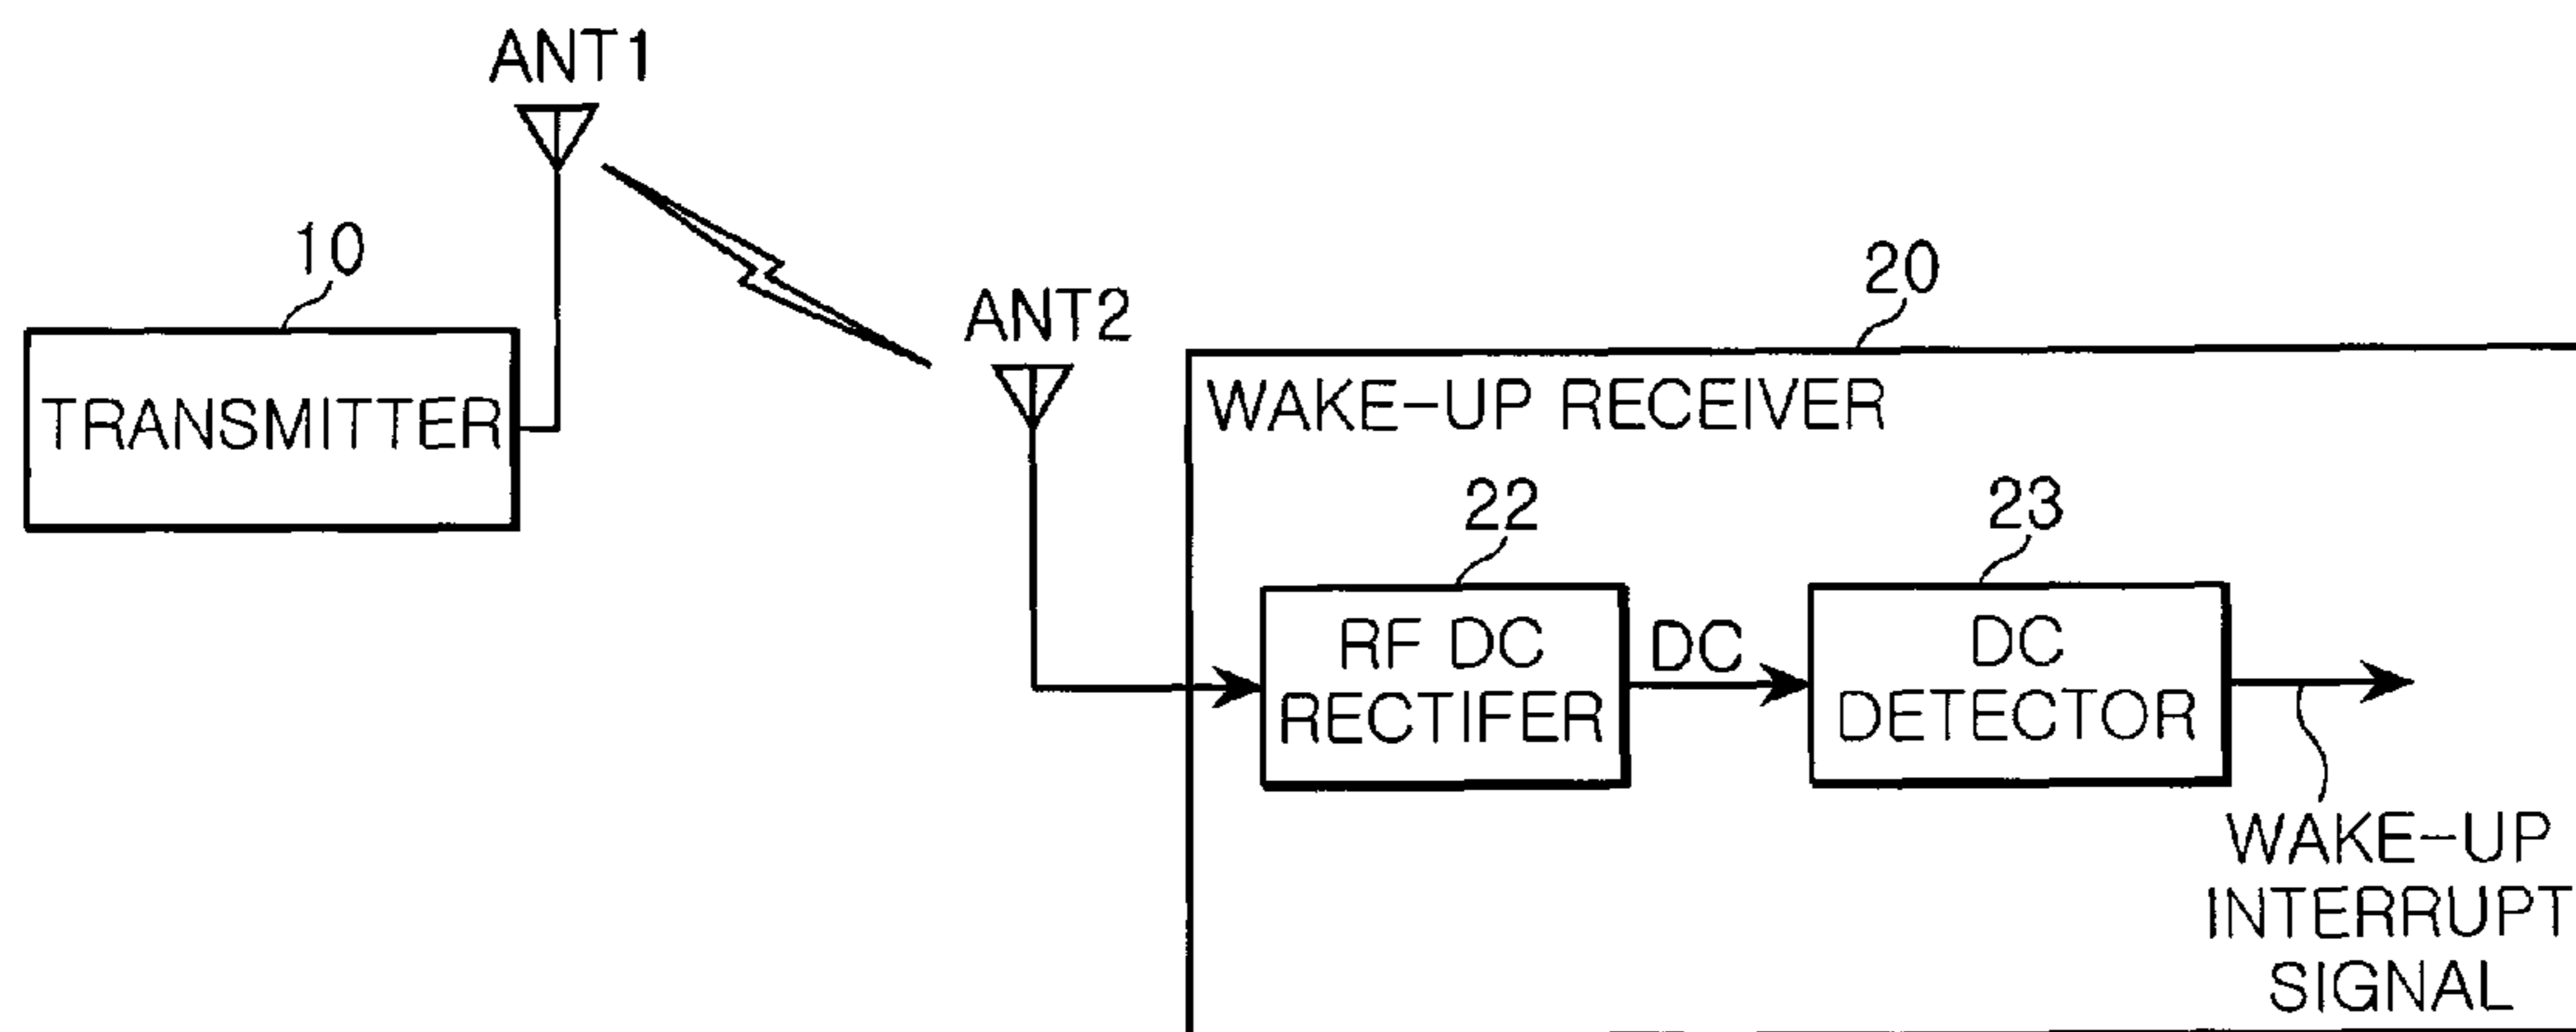 ANT1
10
TRANSMITTER
ANT2
20
WAKE-UP RECEIVER
22
RF DC
RECTIFER
DC
23
DC
DETECTOR
WAKE-UP
INTERRUPT
SIGNAL